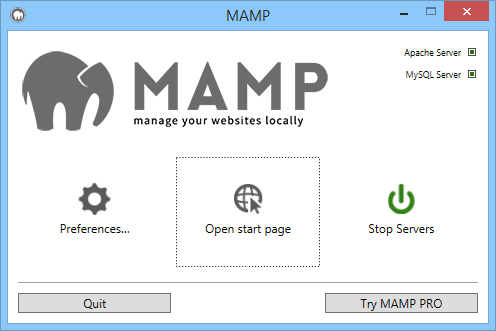 MAMP
Apache Server
MySQL Server
MAMP
manage your websites locally
Preferences...
Open start page
Stop Servers
Quit
Try MAMP PRO